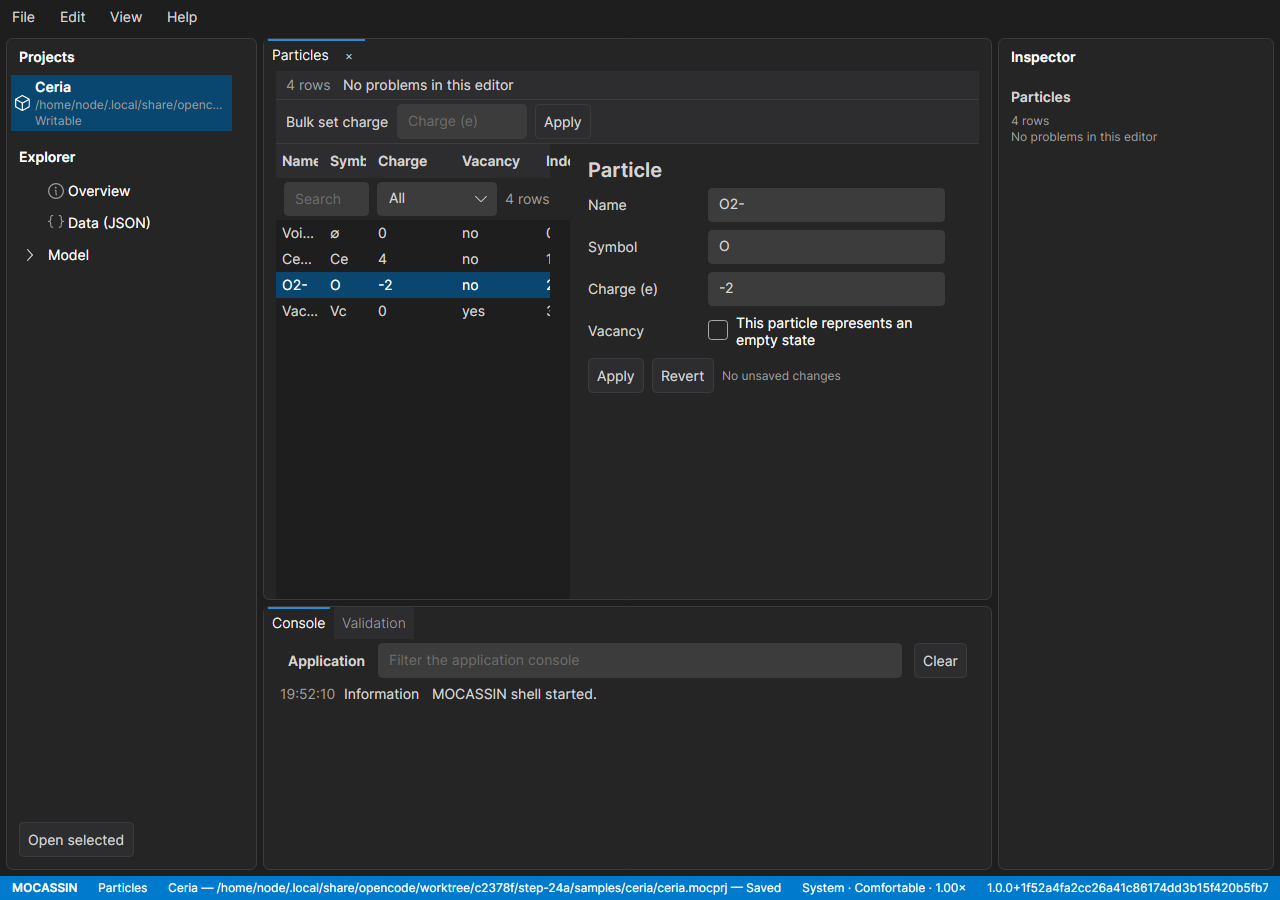 File Edit View Help
Projects
Ceria
/home/node/.local/share/openc...
Writable
Explorer
Overview
Data (JSON)
Model
Open selected
Particles ×
4 rows No problems in this editor
Bulk set charge Charge (e) Apply
Name Symb Charge Vacancy Inde
Search All 4 rows
Voi... ∅ 0 no 0
Ce... Ce 4 no 1
O2- O -2 no 2
Vac... Vc 0 yes 3
Particle
Name O2-
Symbol O
Charge (e) -2
Vacancy This particle represents an
empty state
Apply Revert No unsaved changes
Console Validation
Application Filter the application console Clear
19:52:10 Information MOCASSIN shell started.
Inspector
Particles
4 rows
No problems in this editor
MOCASSIN Particles Ceria — /home/node/.local/share/opencode/worktree/c2378f/step-24a/samples/ceria/ceria.mocprj — Saved System · Comfortable · 1.00× 1.0.0+1f52a4fa2cc26a41c86174dd3b15f420b5fb7